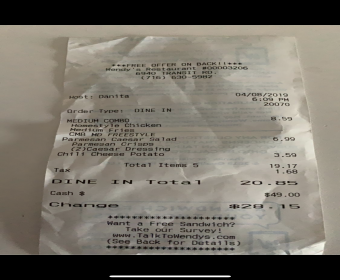 ***FREE OFFER ON BACK!!***
Wendy's Restaurant #00003206
6940 TRANSIT RD.
(716) 630-5982
Host: Danita 04/08/2019
6:09 PM
20070
Order Type: DINE IN
MEDIUM COMBO 8.59
Homestyle Chicken
Medium Fries
CMB MD FREESTYLE
Parmesan Caesar Salad 6.99
Parmesan Crisps
(2)Caesar Dressing
Chili Cheese Potato 3.59
Total Items 5 19.17
Tax 1.68
DINE IN Total 20.85
Cash $ $49.00
Change $28.15
Want a Free Sandwich?
Take our Survey!
www.TalkToWendys.com
(See Back for Details)